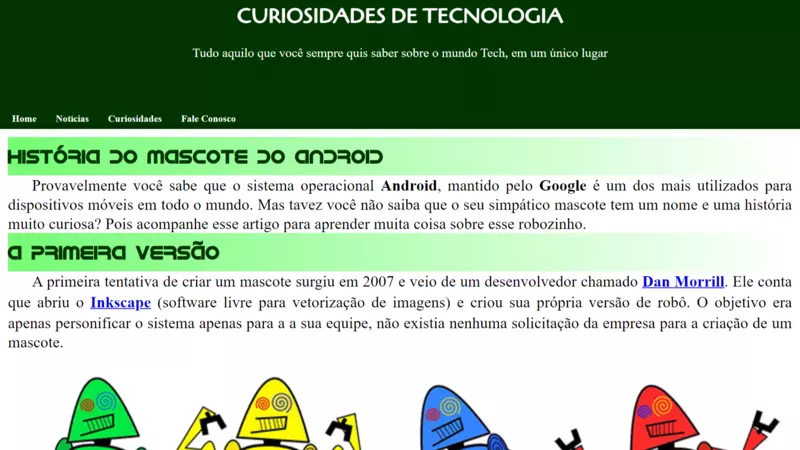 CURIOSIDADES DE TECNOLOGIA
Tudo aquilo que você sempre quis saber sobre o mundo Tech, em um único lugar
Home Notícias Curiosidades Fale Conosco
HISTÓRIA DO MASCOTE DO ANDROID
Provavelmente você sabe que o sistema operacional Android, mantido pelo Google é um dos mais utilizados para
dispositivos móveis em todo o mundo. Mas tavez você não saiba que o seu simpático mascote tem um nome e uma história
muito curiosa? Pois acompanhe esse artigo para aprender muita coisa sobre esse robozinho.
A PRIMEIRA VERSÃO
A primeira tentativa de criar um mascote surgiu em 2007 e veio de um desenvolvedor chamado Dan Morrill. Ele conta
que abriu o Inkscape (software livre para vetorização de imagens) e criou sua própria versão de robô. O objetivo era
apenas personificar o sistema apenas para a a sua equipe, não existia nenhuma solicitação da empresa para a criação de um
mascote.